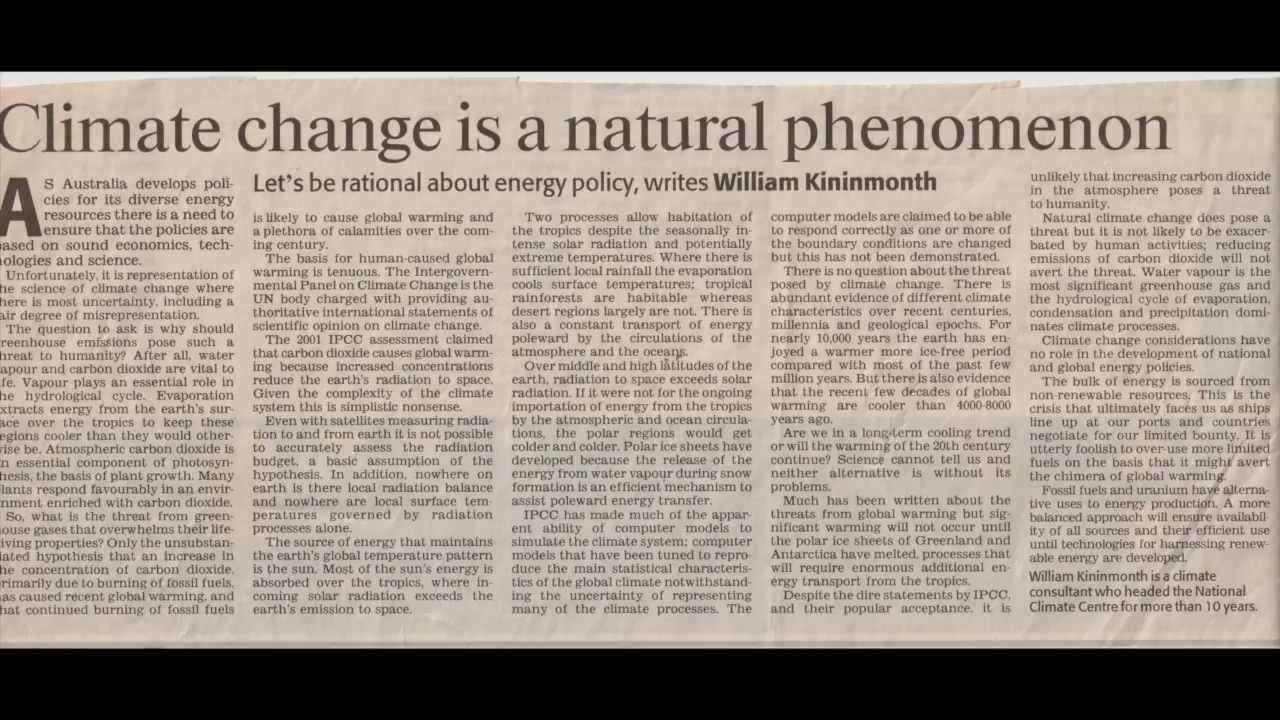 Climate change is a natural phenomenon
Let's be rational about energy policy, writes William Kininmonth
AS Australia develops poli-
cies for its diverse energy
resources there is a need to
ensure that the policies are
based on sound economics, tech-
nologies and science.
Unfortunately, it is representation of
the science of climate change where
there is most uncertainty, including a
fair degree of misrepresentation.
The question to ask is why should
greenhouse emissions pose such a
threat to humanity? After all, water
vapour and carbon dioxide are vital to
life. Vapour plays an essential role in
the hydrological cycle. Evaporation
extracts energy from the earth's sur-
face over the tropics to keep these
regions cooler than they would other-
wise be. Atmospheric carbon dioxide is
an essential component of photosyn-
thesis, the basis of plant growth. Many
plants respond favourably in an envir-
onment enriched with carbon dioxide.
So, what is the threat from green-
house gases that overwhelms their life-
giving properties? Only the unsubstan-
tiated hypothesis that an increase in
the concentration of carbon dioxide,
primarily due to burning of fossil fuels,
has caused recent global warming, and
that continued burning of fossil fuels
is likely to cause global warming and
a plethora of calamities over the com-
ing century.
The basis for human-caused global
warming is tenuous. The Intergovern-
mental Panel on Climate Change is the
UN body charged with providing au-
thoritative international statements of
scientific opinion on climate change.
The 2001 IPCC assessment claimed
that carbon dioxide causes global warm-
ing because increased concentrations
reduce the earth's radiation to space.
Given the complexity of the climate
system this is simplistic nonsense.
Even with satellites measuring radia-
tion to and from earth it is not possible
to accurately assess the radiation
budget, a basic assumption of the
hypothesis. In addition, nowhere on
earth is there local radiation balance
and nowhere are local surface tem-
peratures governed by radiation
processes alone.
The source of energy that maintains
the earth's global temperature pattern
is the sun. Most of the sun's energy is
absorbed over the tropics, where in-
coming solar radiation exceeds the
earth's emission to space.
Two processes allow habitation of
the tropics despite the seasonally in-
tense solar radiation and potentially
extreme temperatures. Where there is
sufficient local rainfall the evaporation
cools surface temperatures; tropical
rainforests are habitable whereas
desert regions largely are not. There is
also a constant transport of energy
poleward by the circulations of the
atmosphere and the oceans.
Over middle and high latitudes of the
earth, radiation to space exceeds solar
radiation. If it were not for the ongoing
importation of energy from the tropics
by the atmospheric and ocean circula-
tions, the polar regions would get
colder and colder. Polar ice sheets have
developed because the release of the
energy from water vapour during snow
formation is an efficient mechanism to
assist poleward energy transfer.
IPCC has made much of the appar-
ent ability of computer models to
simulate the climate system; computer
models that have been tuned to repro-
duce the main statistical characteris-
tics of the global climate notwithstand-
ing the uncertainty of representing
many of the climate processes. The
computer models are claimed to be able
to respond correctly as one or more of
the boundary conditions are changed
but this has not been demonstrated.
There is no question about the threat
posed by climate change. There is
abundant evidence of different climate
characteristics over recent centuries,
millennia and geological epochs. For
nearly 10,000 years the earth has en-
joyed a warmer more ice-free period
compared with most of the past few
million years. But there is also evidence
that the recent few decades of global
warming are cooler than 4000-8000
years ago.
Are we in a long-term cooling trend
or will the warming of the 20th century
continue? Science cannot tell us and
neither alternative is without its
problems.
Much has been written about the
threats from global warming but sig-
nificant warming will not occur until
the polar ice sheets of Greenland and
Antarctica have melted, processes that
will require enormous additional en-
ergy transport from the tropics.
Despite the dire statements by IPCC,
and their popular acceptance, it is
unlikely that increasing carbon dioxide
in the atmosphere poses a threat
to humanity.
Natural climate change does pose a
threat but it is not likely to be exacer-
bated by human activities; reducing
emissions of carbon dioxide will not
avert the threat. Water vapour is the
most significant greenhouse gas and
the hydrological cycle of evaporation,
condensation and precipitation domi-
nates climate processes.
Climate change considerations have
no role in the development of national
and global energy policies.
The bulk of energy is sourced from
non-renewable resources. This is the
crisis that ultimately faces us as ships
line up at our ports and countries
negotiate for our limited bounty. It is
utterly foolish to over-use more limited
fuels on the basis that it might avert
the chimera of global warming.
Fossil fuels and uranium have alterna-
tive uses to energy production. A more
balanced approach will ensure availabil-
ity of all sources and their efficient use
until technologies for harnessing renew-
able energy are developed.
William Kininmonth is a climate
consultant who headed the National
Climate Centre for more than 10 years.